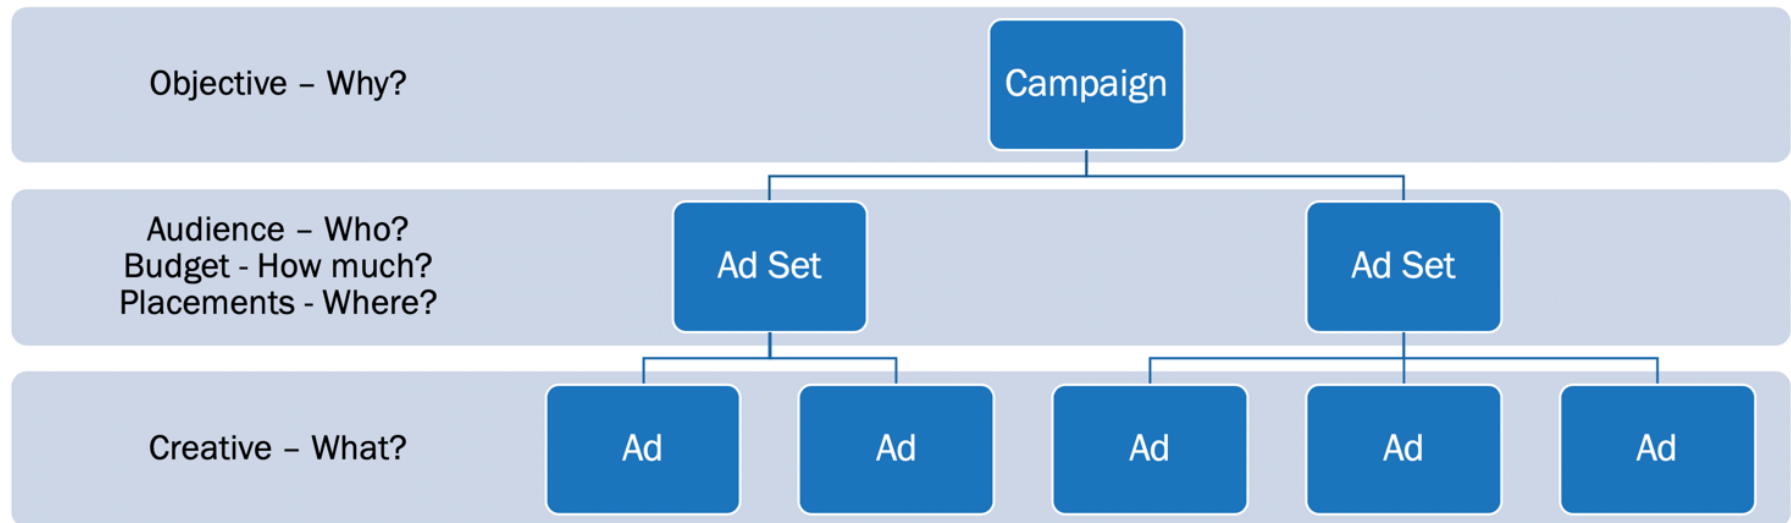 Objective – Why?
Campaign
Audience – Who?
Budget - How much?
Placements - Where?
Ad Set
Ad Set
Creative – What?
Ad
Ad
Ad
Ad
Ad